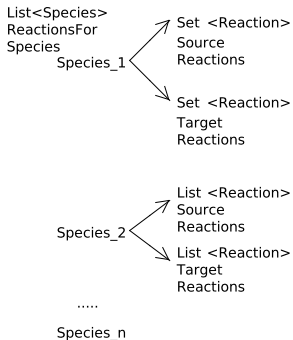 List<Species>
ReactionsFor
Species
Species_1
Set <Reaction>
Source
Reactions
Set <Reaction>
Target
Reactions
Species_2
List <Reaction>
Source
Reactions
List <Reaction>
Target
Reactions
.....
Species_n